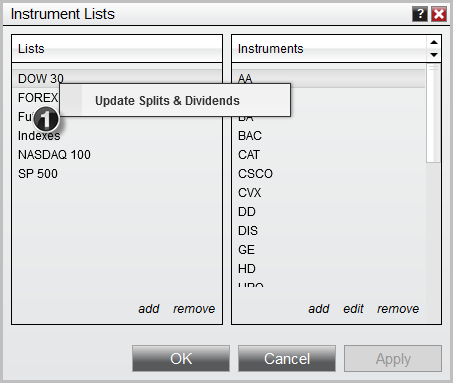 Instrument Lists
?
Lists
Instruments
DOW 30
FOREX
Fu
Indexes
NASDAQ 100
SP 500
1
Update Splits & Dividends
AA
BA
BAC
CAT
CSCO
CVX
DD
DIS
GE
HD
add remove
add edit remove
OK Cancel Apply